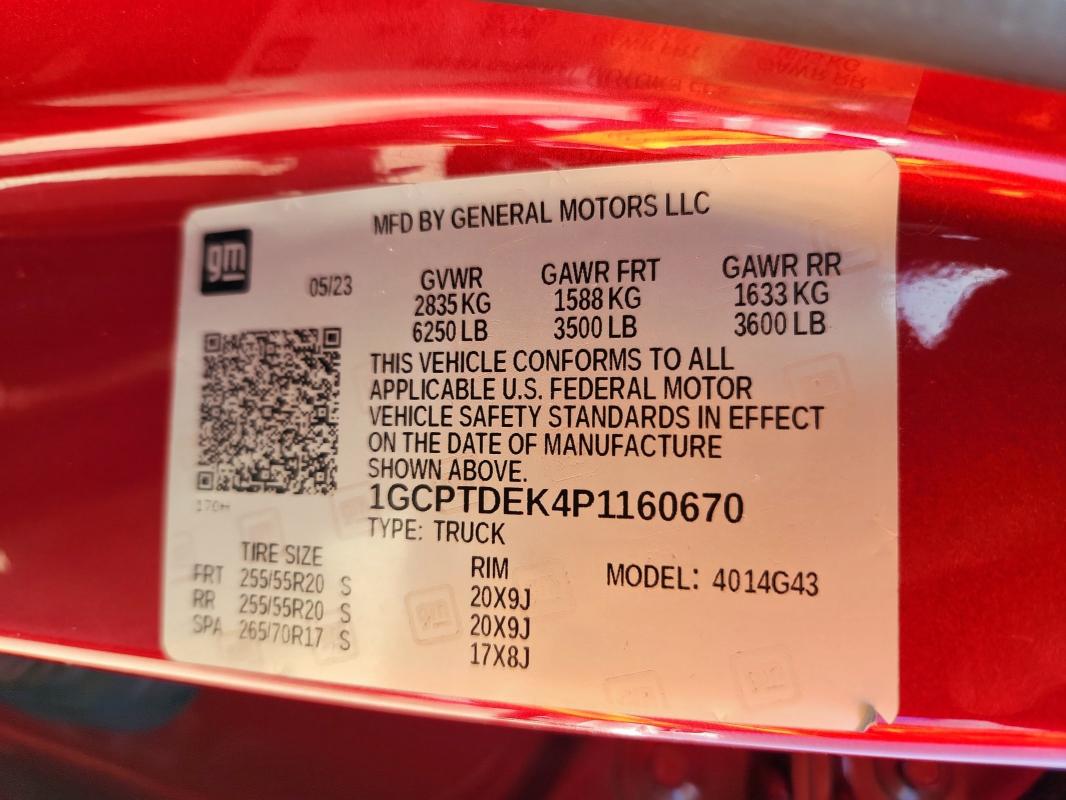 MFD BY GENERAL MOTORS LLC
gm
05/23
GVWR GAWR FRT GAWR RR
2835 KG 1588 KG 1633 KG
6250 LB 3500 LB 3600 LB
THIS VEHICLE CONFORMS TO ALL
APPLICABLE U.S. FEDERAL MOTOR
VEHICLE SAFETY STANDARDS IN EFFECT
ON THE DATE OF MANUFACTURE
SHOWN ABOVE.
1GCPTDEK4P1160670
TYPE: TRUCK
TIRE SIZE RIM MODEL: 4014G43
FRT 255/55R20 S 20X9J
RR 255/55R20 S 20X9J
SPA 265/70R17 S 17X8J